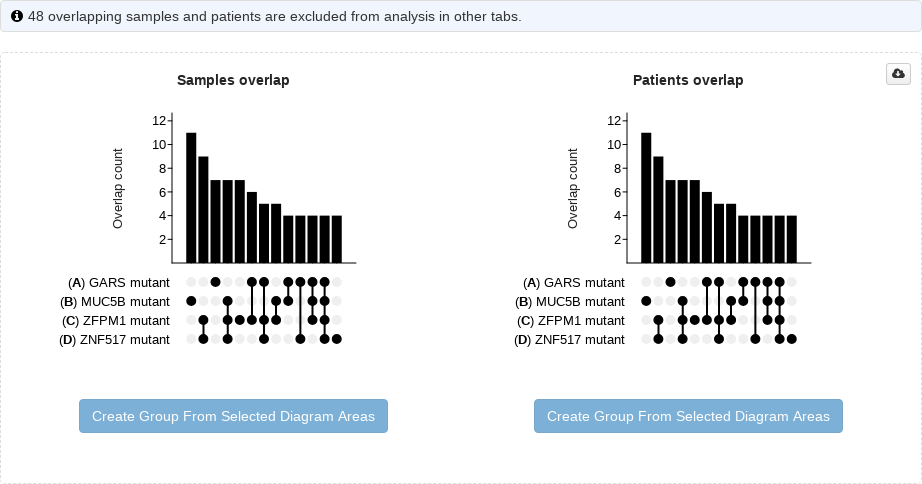 48 overlapping samples and patients are excluded from analysis in other tabs.
Samples overlap
Overlap count
12
10
8
6
4
2
(A) GARS mutant
(B) MUC5B mutant
(C) ZFPM1 mutant
(D) ZNF517 mutant
Create Group From Selected Diagram Areas
Patients overlap
Overlap count
12
10
8
6
4
2
(A) GARS mutant
(B) MUC5B mutant
(C) ZFPM1 mutant
(D) ZNF517 mutant
Create Group From Selected Diagram Areas